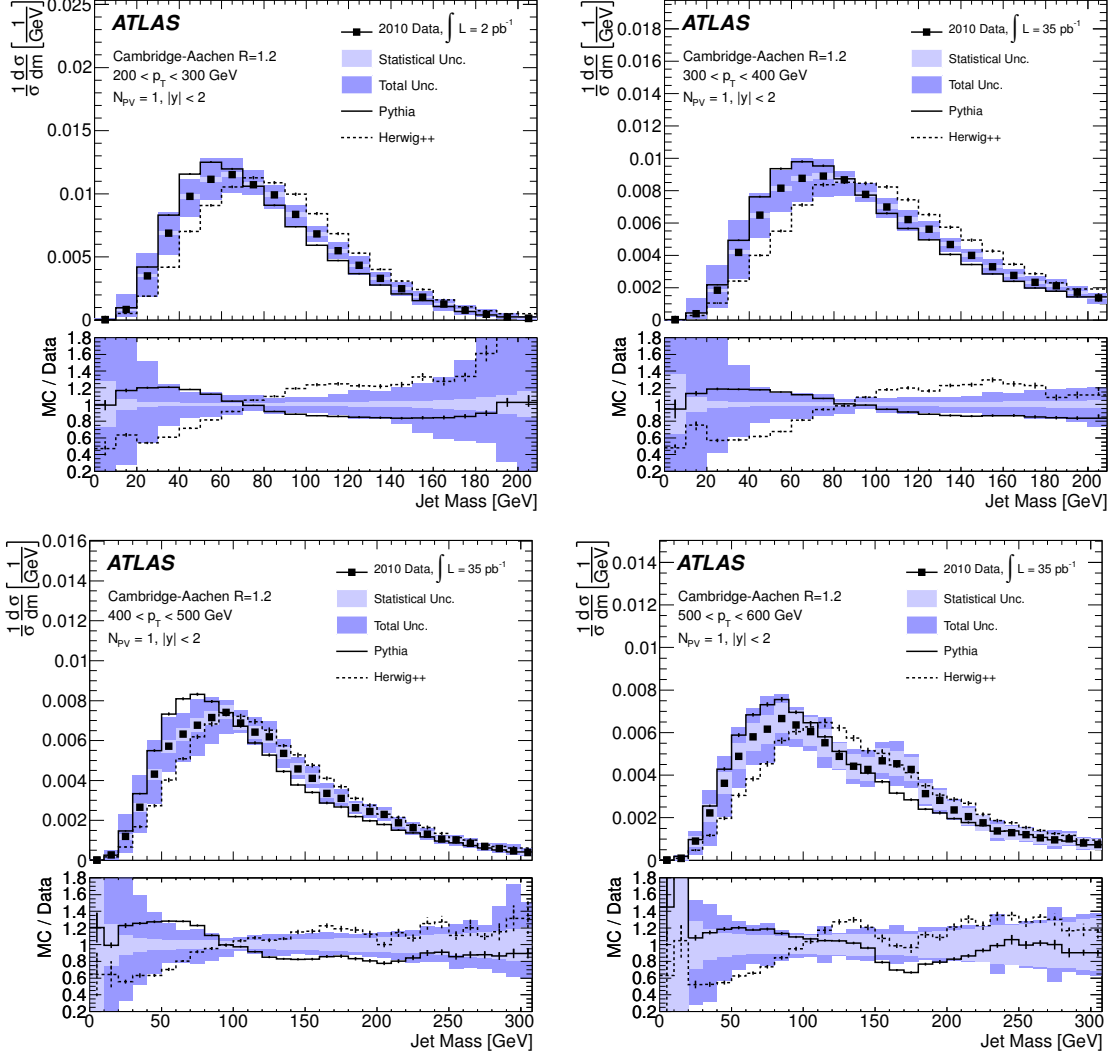 ATLAS
Cambridge-Aachen R=1.2
200 < p_T < 300 GeV
N_PV = 1, |y| < 2
2010 Data, ∫ L = 2 pb⁻¹
Statistical Unc.
Total Unc.
Pythia
Herwig++
1/σ dσ/dm [1/GeV]
0.025
0.02
0.015
0.01
0.005
0
MC / Data
1.8
1.6
1.4
1.2
1
0.8
0.6
0.4
0.2
0 20 40 60 80 100 120 140 160 180 200
Jet Mass [GeV]
ATLAS
Cambridge-Aachen R=1.2
300 < p_T < 400 GeV
N_PV = 1, |y| < 2
2010 Data, ∫ L = 35 pb⁻¹
Statistical Unc.
Total Unc.
Pythia
Herwig++
1/σ dσ/dm [1/GeV]
0.018
0.016
0.014
0.012
0.01
0.008
0.006
0.004
0.002
0
MC / Data
1.8
1.6
1.4
1.2
1
0.8
0.6
0.4
0.2
0 20 40 60 80 100 120 140 160 180 200
Jet Mass [GeV]
ATLAS
Cambridge-Aachen R=1.2
400 < p_T < 500 GeV
N_PV = 1, |y| < 2
2010 Data, ∫ L = 35 pb⁻¹
Statistical Unc.
Total Unc.
Pythia
Herwig++
1/σ dσ/dm [1/GeV]
0.016
0.014
0.012
0.01
0.008
0.006
0.004
0.002
0
MC / Data
1.8
1.6
1.4
1.2
1
0.8
0.6
0.4
0.2
0 50 100 150 200 250 300
Jet Mass [GeV]
ATLAS
Cambridge-Aachen R=1.2
500 < p_T < 600 GeV
N_PV = 1, |y| < 2
2010 Data, ∫ L = 35 pb⁻¹
Statistical Unc.
Total Unc.
Pythia
Herwig++
1/σ dσ/dm [1/GeV]
0.014
0.012
0.01
0.008
0.006
0.004
0.002
0
MC / Data
1.8
1.6
1.4
1.2
1
0.8
0.6
0.4
0.2
0 50 100 150 200 250 300
Jet Mass [GeV]